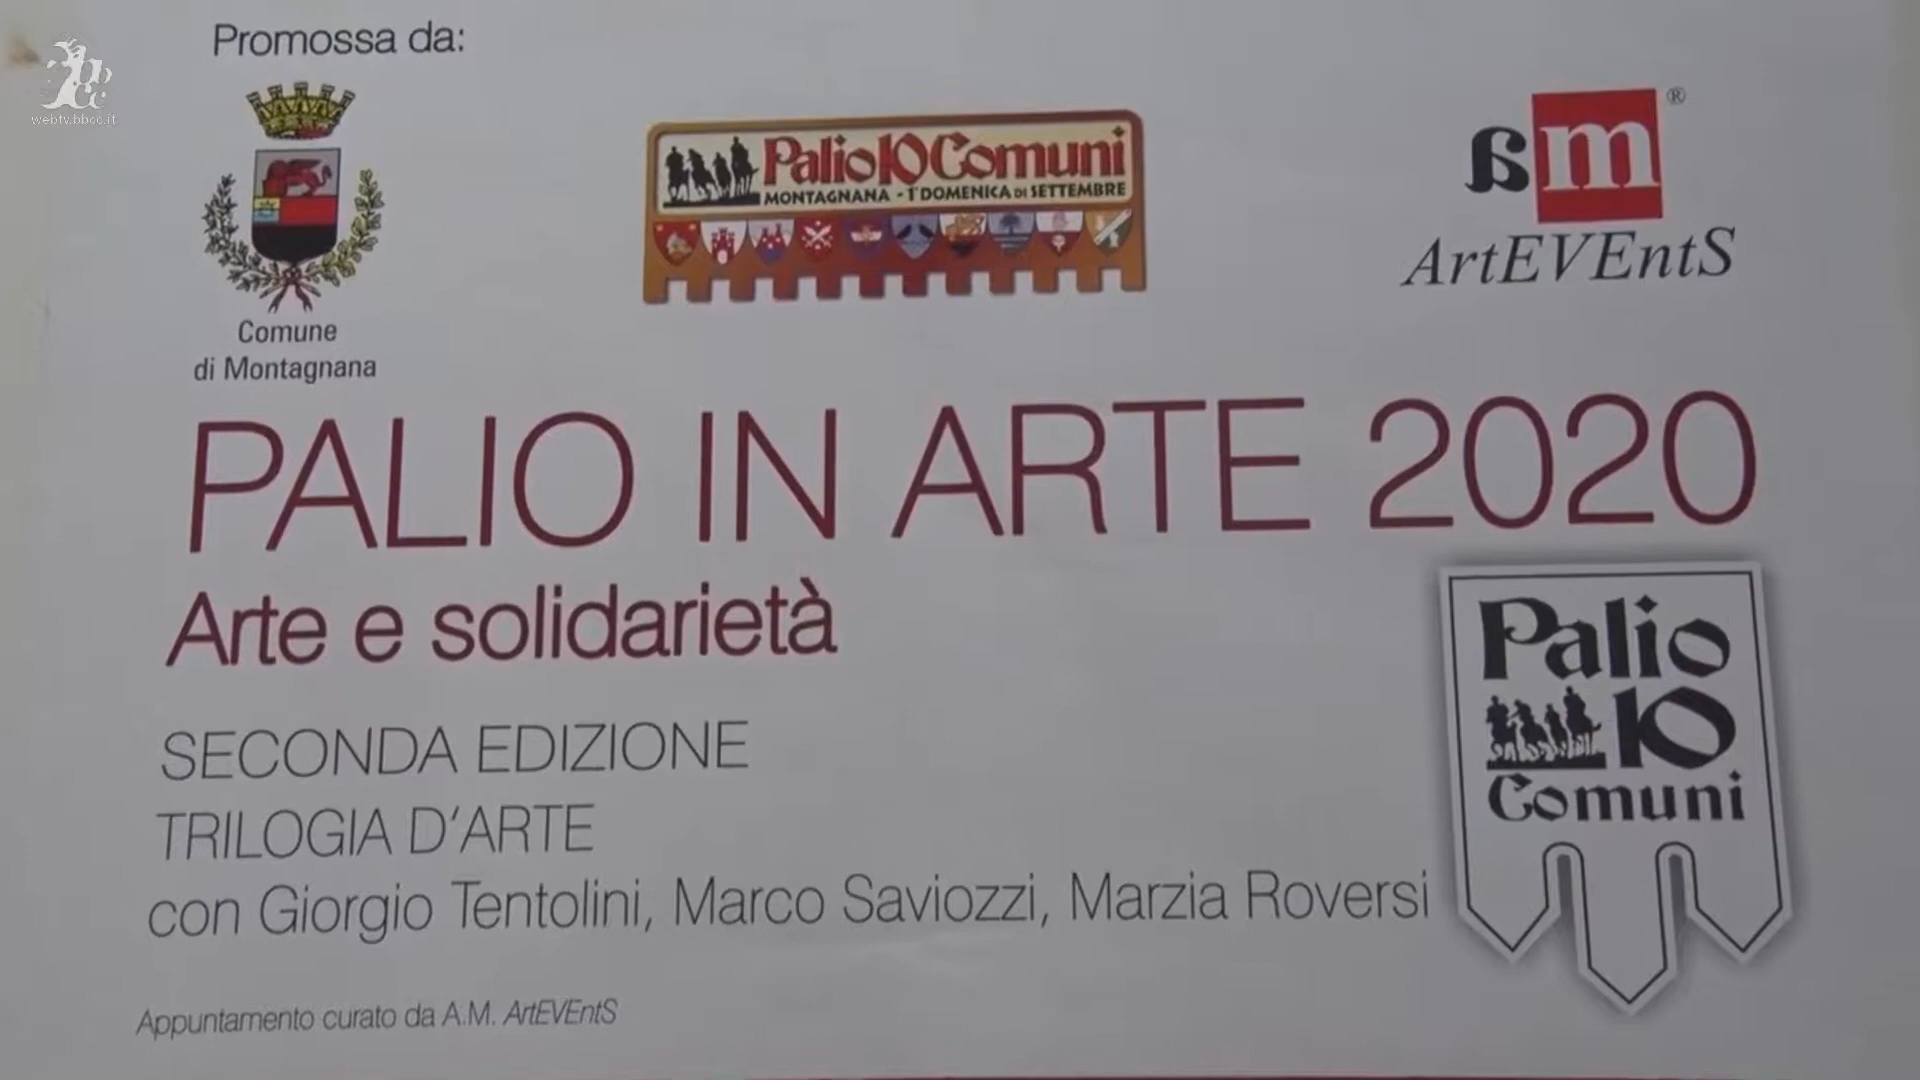 Promossa da:
webtv.bbcc.it
Comune
di Montagnana
Palio 10 Comuni
MONTAGNANA - 1ª DOMENICA DI SETTEMBRE
am ®
ArtEVEntS
PALIO IN ARTE 2020
Arte e solidarietà
SECONDA EDIZIONE
TRILOGIA D'ARTE
con Giorgio Tentolini, Marco Saviozzi, Marzia Roversi
Palio
10
Comuni
Appuntamento curato da A.M. ArtEVEntS